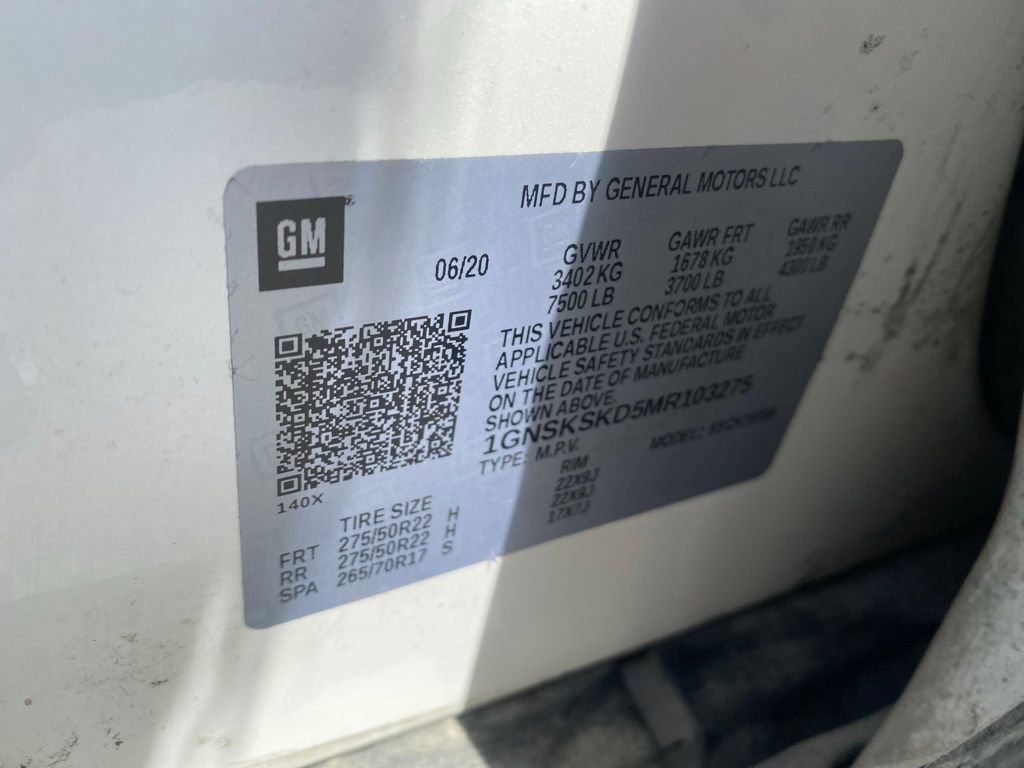 MFD BY GENERAL MOTORS LLC
GM
06/20
GVWR GAWR FRT GAWR RR
3402 KG 1678 KG 1950 KG
7500 LB 3700 LB 4300 LB
THIS VEHICLE CONFORMS TO ALL
APPLICABLE U.S. FEDERAL MOTOR
VEHICLE SAFETY STANDARDS IN EFFECT
ON THE DATE OF MANUFACTURE
SHOWN ABOVE.
1GNSKSKD5MR103275
TYPE: M.P.V. MODEL:
140X
TIRE SIZE RIM
FRT 275/50R22 H 22X9J
RR 275/50R22 H 22X9J
SPA 265/70R17 S 17X7J